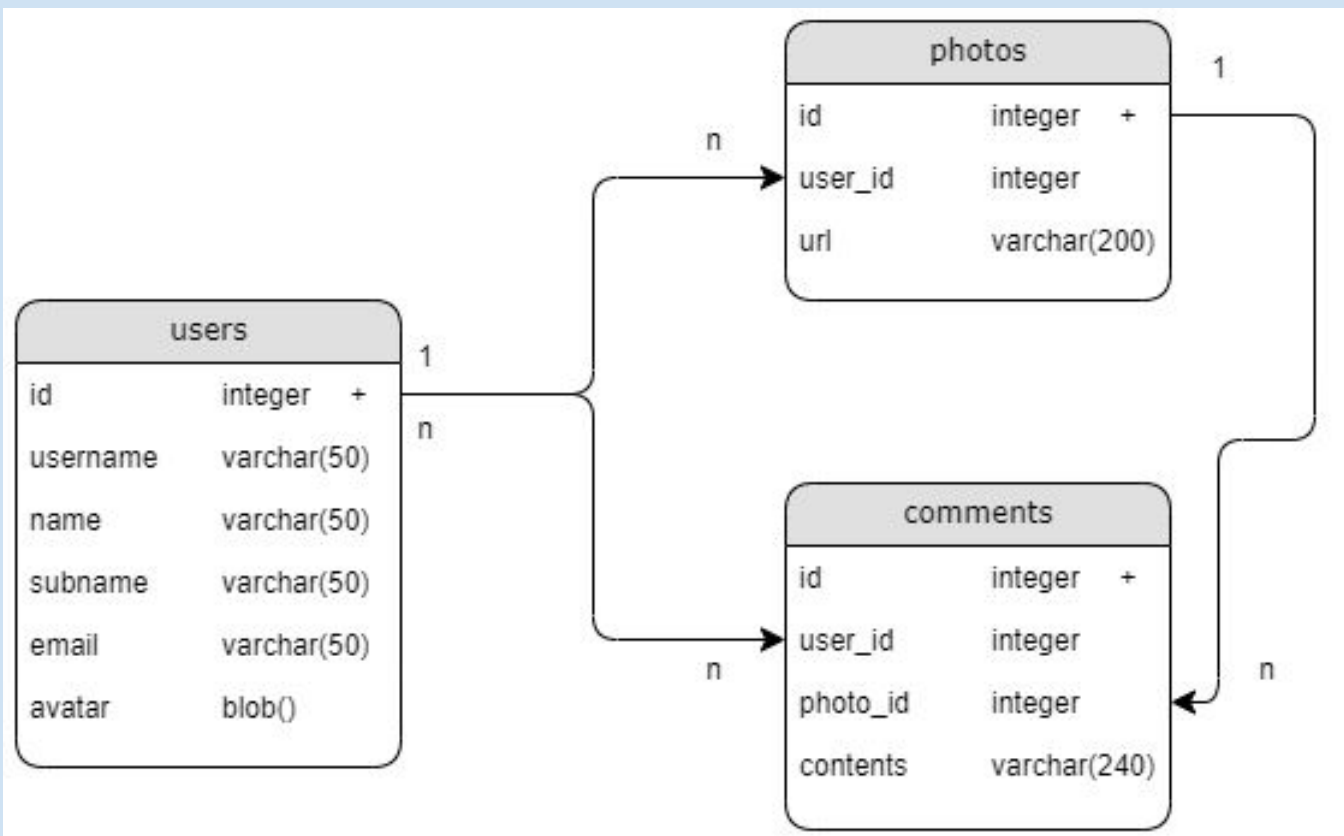 photos
id integer +
user_id integer
url varchar(200)
1
n
users
id integer +
username varchar(50)
name varchar(50)
subname varchar(50)
email varchar(50)
avatar blob()
1
n
comments
id integer +
user_id integer
photo_id integer
contents varchar(240)
n
n